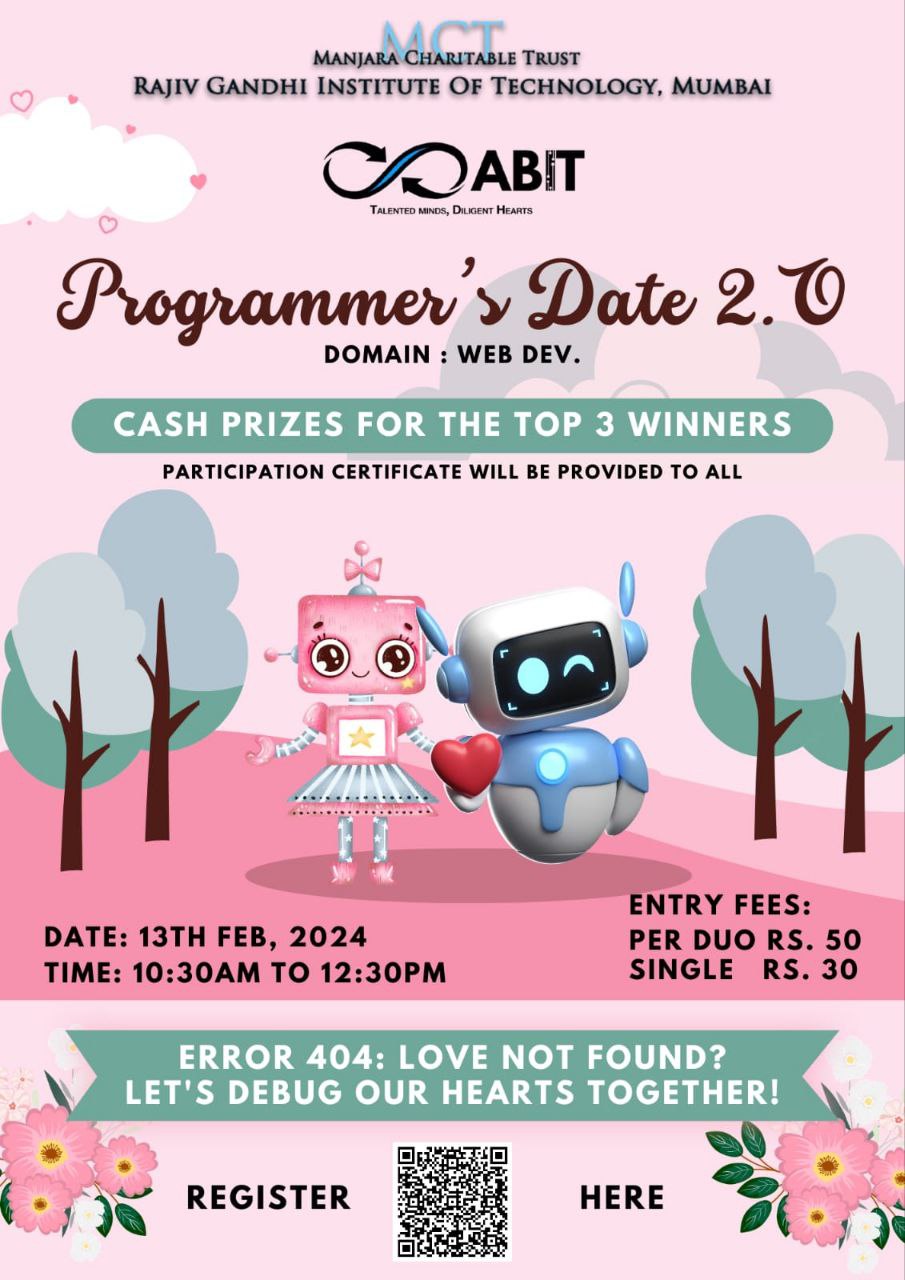 MCT
MANJARA CHARITABLE TRUST
RAJIV GANDHI INSTITUTE OF TECHNOLOGY, MUMBAI
ABIT
TALENTED MINDS, DILIGENT HEARTS
Programmer's Date 2.0
DOMAIN : WEB DEV.
CASH PRIZES FOR THE TOP 3 WINNERS
PARTICIPATION CERTIFICATE WILL BE PROVIDED TO ALL
DATE: 13TH FEB, 2024
TIME: 10:30AM TO 12:30PM
ENTRY FEES:
PER DUO RS. 50
SINGLE RS. 30
ERROR 404: LOVE NOT FOUND?
LET'S DEBUG OUR HEARTS TOGETHER!
REGISTER HERE